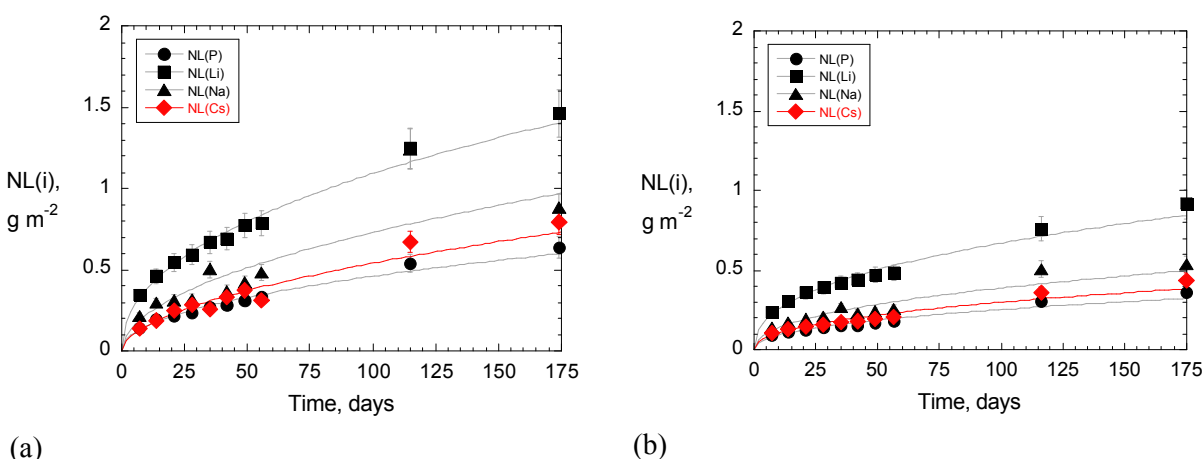 2
NL(P)
NL(Li)
NL(Na)
NL(Cs)
1.5
1
NL(i),
g m-2
0.5
0
0 25 50 75 100 125 150 175
Time, days
(a)
2
NL(P)
NL(Li)
NL(Na)
NL(Cs)
1.5
1
NL(i),
g m-2
0.5
0
0 25 50 75 100 125 150 175
Time, days
(b)